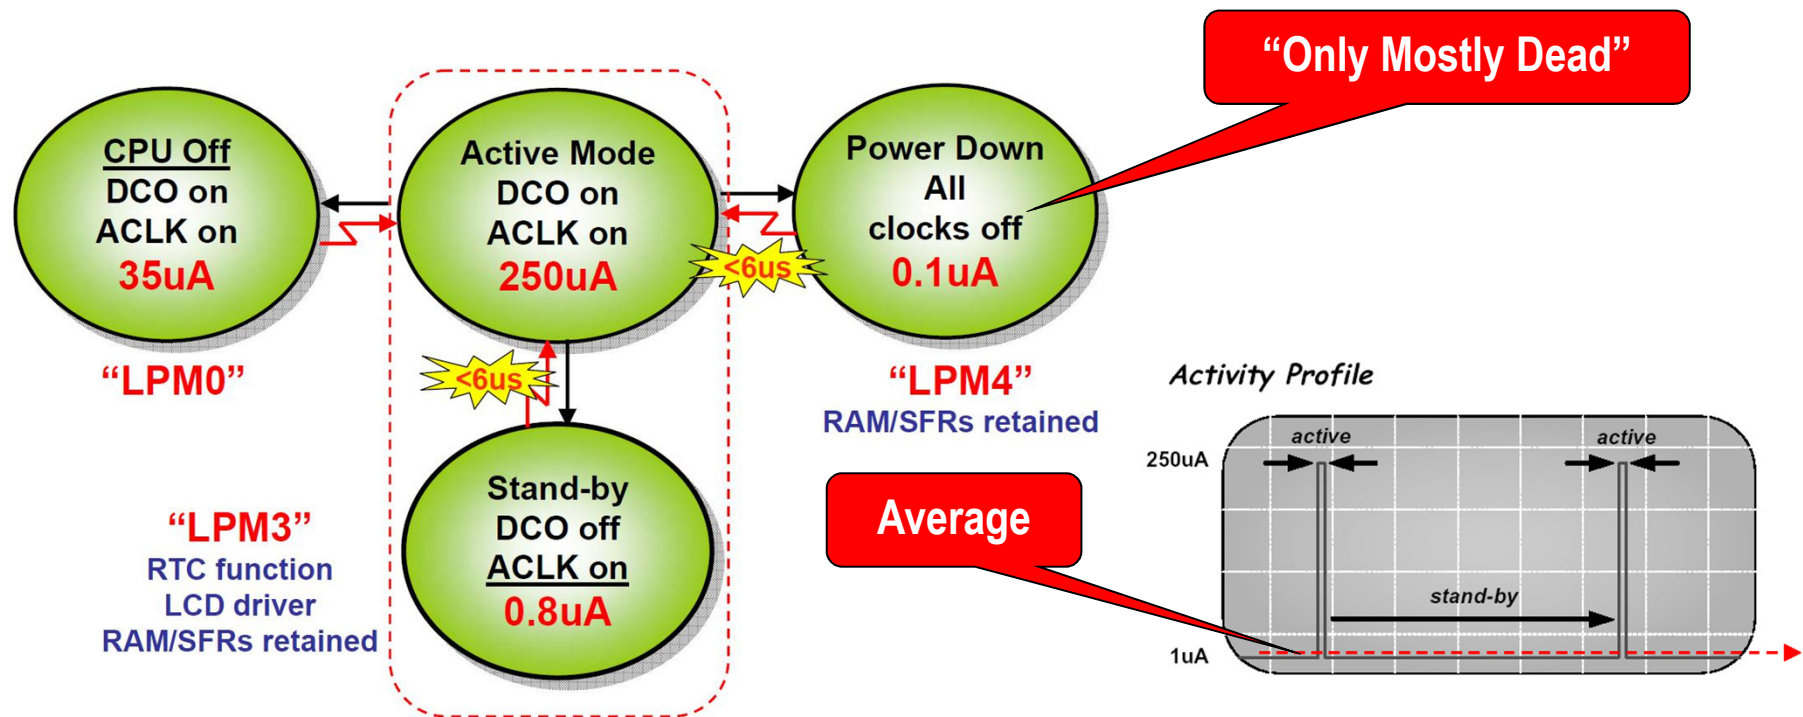 “Only Mostly Dead”
CPU Off
DCO on
ACLK on
35uA
“LPM0”
Active Mode
DCO on
ACLK on
250uA
<6us
Power Down
All
clocks off
0.1uA
“LPM4”
RAM/SFRs retained
<6us
“LPM3”
RTC function
LCD driver
RAM/SFRs retained
Stand-by
DCO off
ACLK on
0.8uA
Average
Activity Profile
active
active
250uA
stand-by
1uA